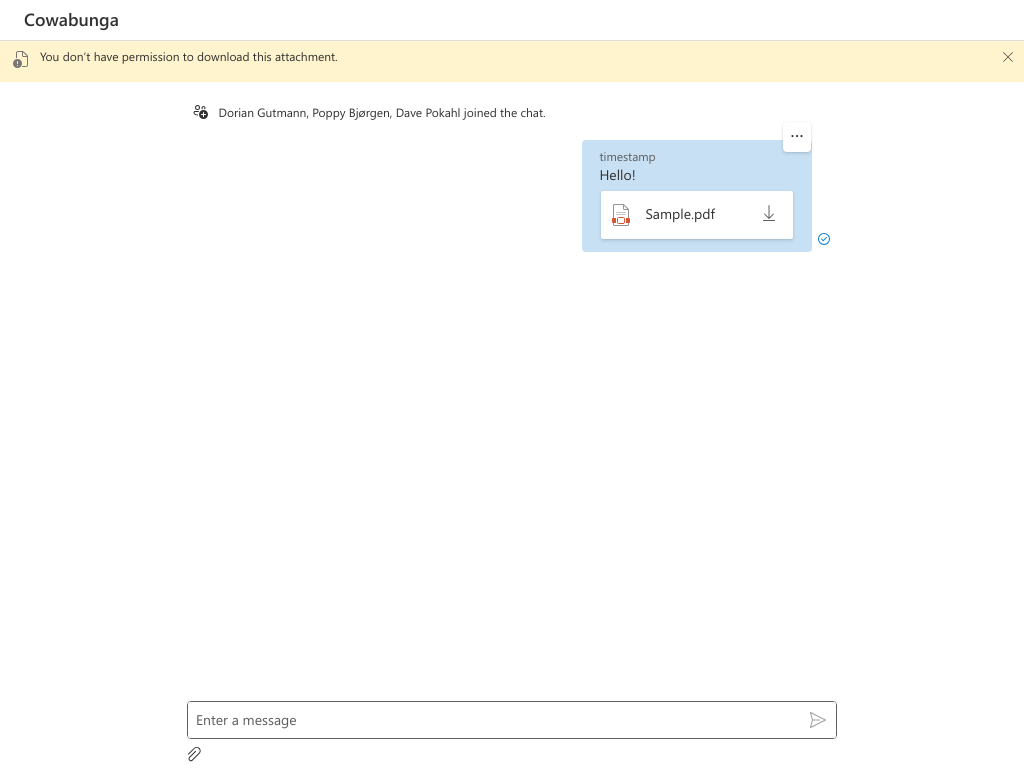 Cowabunga
You don't have permission to download this attachment.
Dorian Gutmann, Poppy Bjørgen, Dave Pokahl joined the chat.
timestamp
Hello!
Sample.pdf
Enter a message